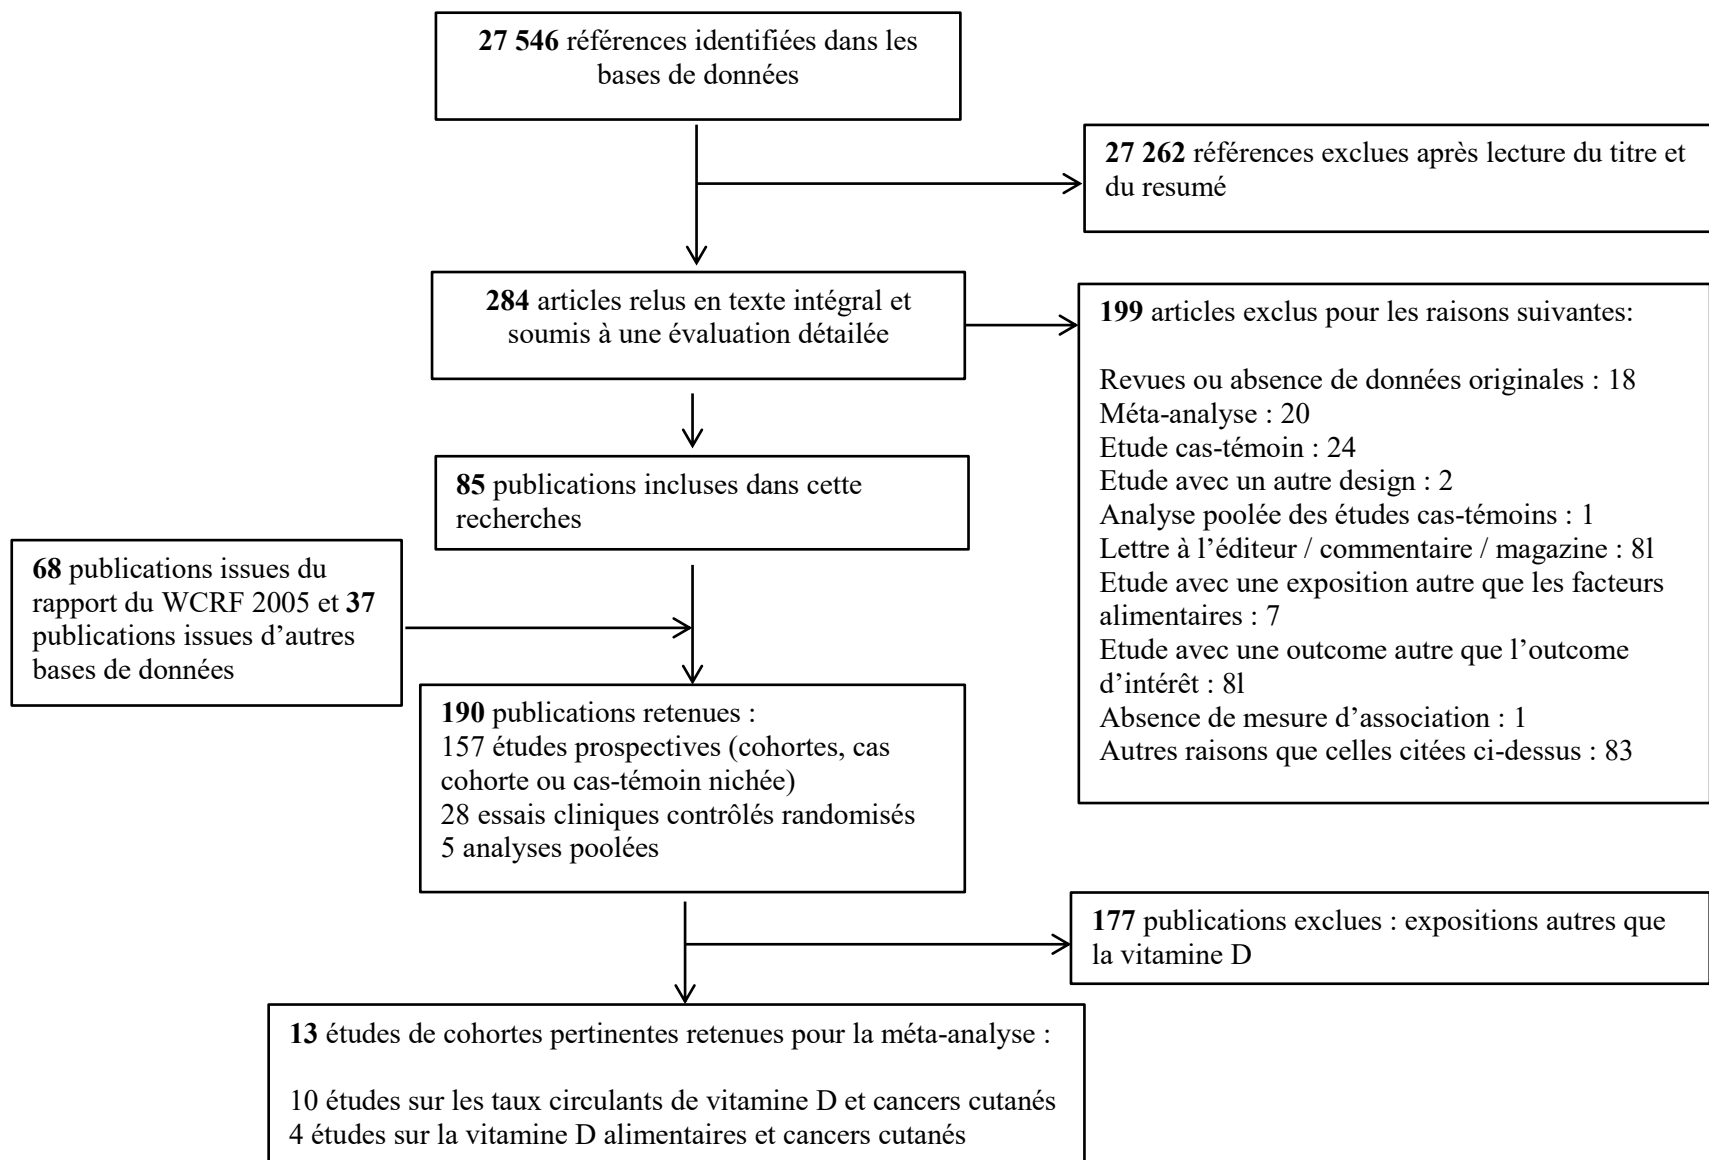 27 546 références identifiées dans les
bases de données
27 262 références exclues après lecture du titre et
du resumé
284 articles relus en texte intégral et
soumis à une évaluation détaillée
199 articles exclus pour les raisons suivantes:
Revues ou absence de données originales : 18
Méta-analyse : 20
Etude cas-témoin : 24
Etude avec un autre design : 2
Analyse poolée des études cas-témoins : 1
Lettre à l’éditeur / commentaire / magazine : 8l
Etude avec une exposition autre que les facteurs
alimentaires : 7
Etude avec une outcome autre que l’outcome
d’intérêt : 8l
Absence de mesure d’association : 1
Autres raisons que celles citées ci-dessus : 83
85 publications incluses dans cette
recherches
68 publications issues du
rapport du WCRF 2005 et 37
publications issues d’autres
bases de données
190 publications retenues :
157 études prospectives (cohortes, cas
cohorte ou cas-témoin nichée)
28 essais cliniques contrôlés randomisés
5 analyses poolées
177 publications exclues : expositions autres que
la vitamine D
13 études de cohortes pertinentes retenues pour la méta-analyse :
10 études sur les taux circulants de vitamine D et cancers cutanés
4 études sur la vitamine D alimentaires et cancers cutanés